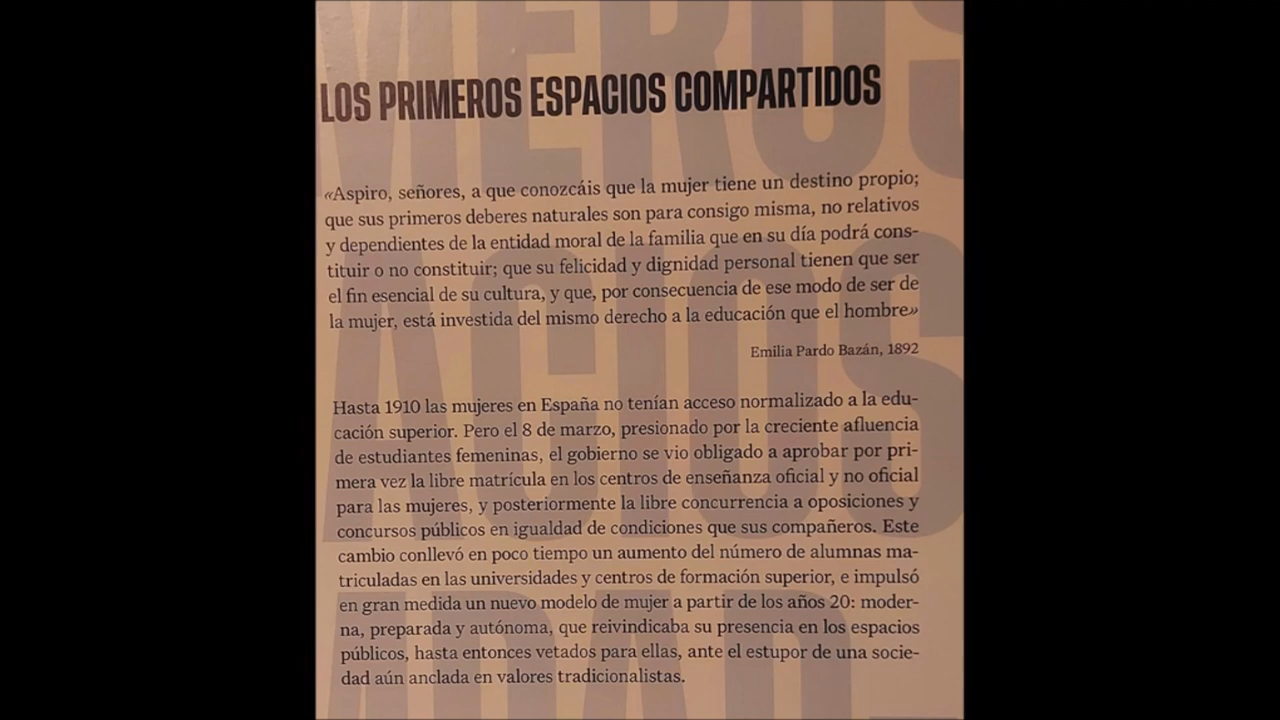 LOS PRIMEROS ESPACIOS COMPARTIDOS
«Aspiro, señores, a que conozcáis que la mujer tiene un destino propio;
que sus primeros deberes naturales son para consigo misma, no relativos
y dependientes de la entidad moral de la familia que en su día podrá cons-
tituir o no constituir; que su felicidad y dignidad personal tienen que ser
el fin esencial de su cultura, y que, por consecuencia de ese modo de ser de
la mujer, está investida del mismo derecho a la educación que el hombre»
Emilia Pardo Bazán, 1892
Hasta 1910 las mujeres en España no tenían acceso normalizado a la edu-
cación superior. Pero el 8 de marzo, presionado por la creciente afluencia
de estudiantes femeninas, el gobierno se vio obligado a aprobar por pri-
mera vez la libre matrícula en los centros de enseñanza oficial y no oficial
para las mujeres, y posteriormente la libre concurrencia a oposiciones y
concursos públicos en igualdad de condiciones que sus compañeros. Este
cambio conllevó en poco tiempo un aumento del número de alumnas ma-
triculadas en las universidades y centros de formación superior, e impulsó
en gran medida un nuevo modelo de mujer a partir de los años 20: moder-
na, preparada y autónoma, que reivindicaba su presencia en los espacios
públicos, hasta entonces vetados para ellas, ante el estupor de una socie-
dad aún anclada en valores tradicionalistas.